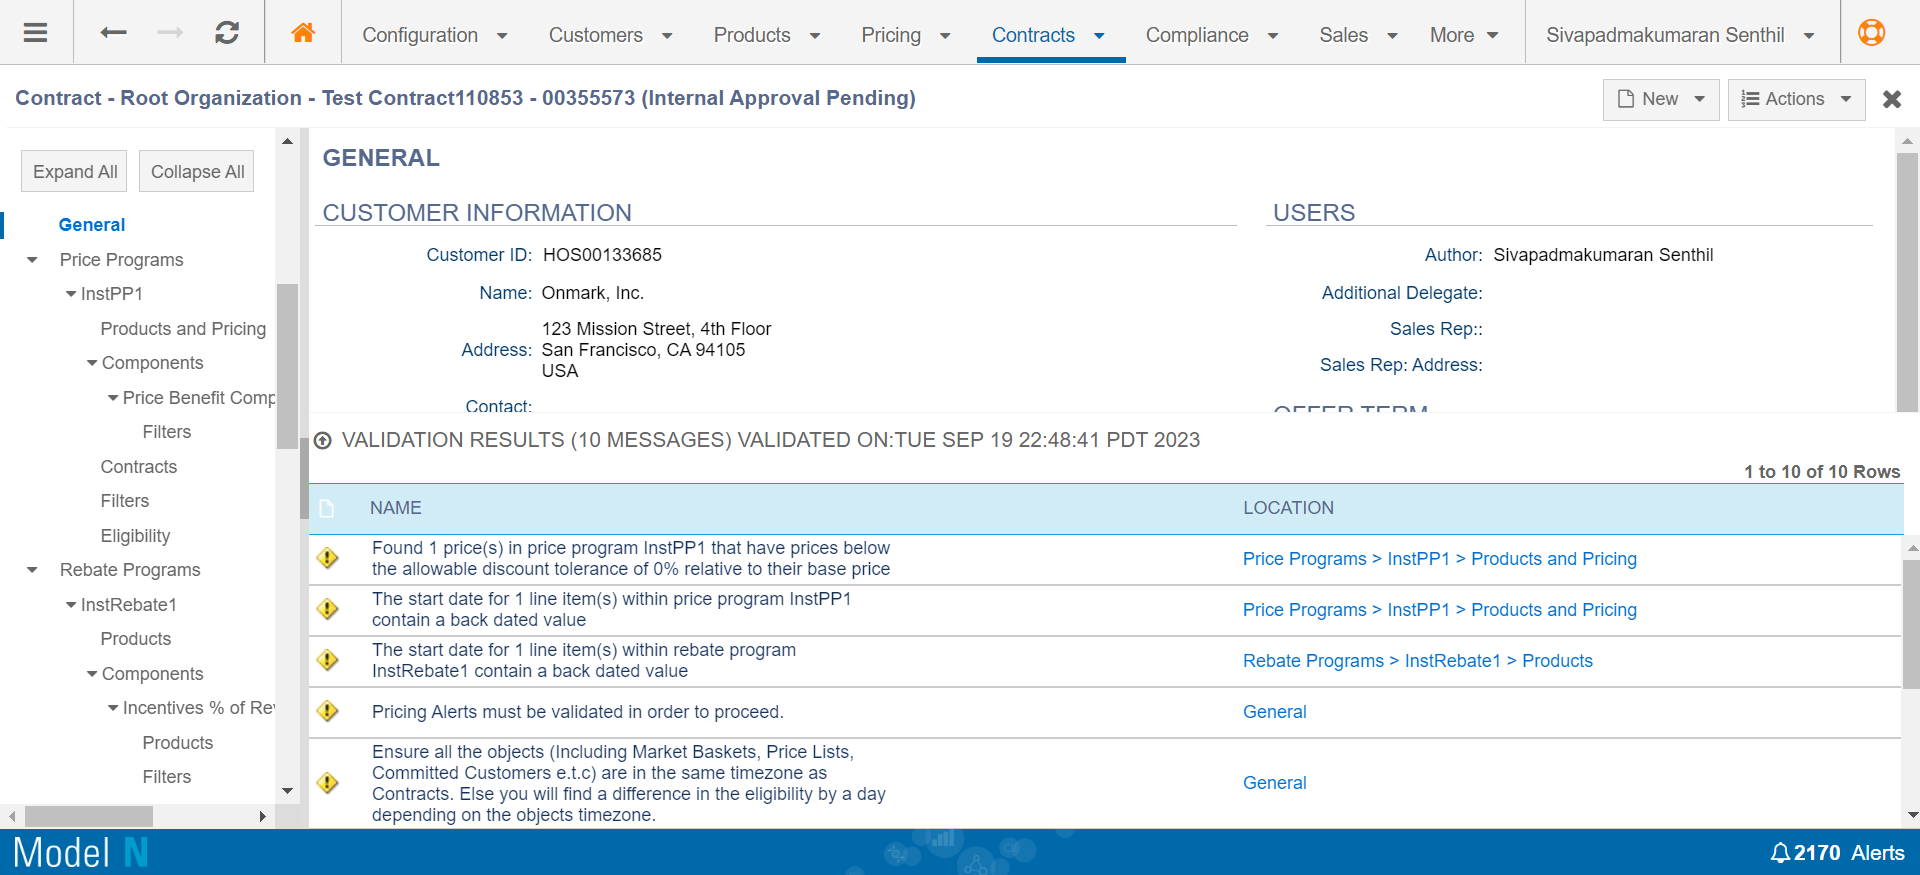 Configuration
Customers
Products
Pricing
Contracts
Compliance
Sales
More
Sivapadmakumaran Senthil
Contract - Root Organization - Test Contract110853 - 00355573 (Internal Approval Pending)
New
Actions
Expand All
Collapse All
General
Price Programs
InstPP1
Products and Pricing
Components
Price Benefit Comp
Filters
Contracts
Filters
Eligibility
Rebate Programs
InstRebate1
Products
Components
Incentives % of Rev
Products
Filters
GENERAL
CUSTOMER INFORMATION
Customer ID: HOS00133685
Name: Onmark, Inc.
Address: 123 Mission Street, 4th Floor
San Francisco, CA 94105
USA
Contact:
USERS
Author: Sivapadmakumaran Senthil
Additional Delegate:
Sales Rep::
Sales Rep: Address:
OFFER TERM
VALIDATION RESULTS (10 MESSAGES) VALIDATED ON:TUE SEP 19 22:48:41 PDT 2023
1 to 10 of 10 Rows
NAME
LOCATION
Found 1 price(s) in price program InstPP1 that have prices below
the allowable discount tolerance of 0% relative to their base price
Price Programs > InstPP1 > Products and Pricing
The start date for 1 line item(s) within price program InstPP1
contain a back dated value
Price Programs > InstPP1 > Products and Pricing
The start date for 1 line item(s) within rebate program
InstRebate1 contain a back dated value
Rebate Programs > InstRebate1 > Products
Pricing Alerts must be validated in order to proceed.
General
Ensure all the objects (Including Market Baskets, Price Lists,
Committed Customers e.t.c) are in the same timezone as
Contracts. Else you will find a difference in the eligibility by a day
depending on the objects timezone.
General
Model N
2170 Alerts